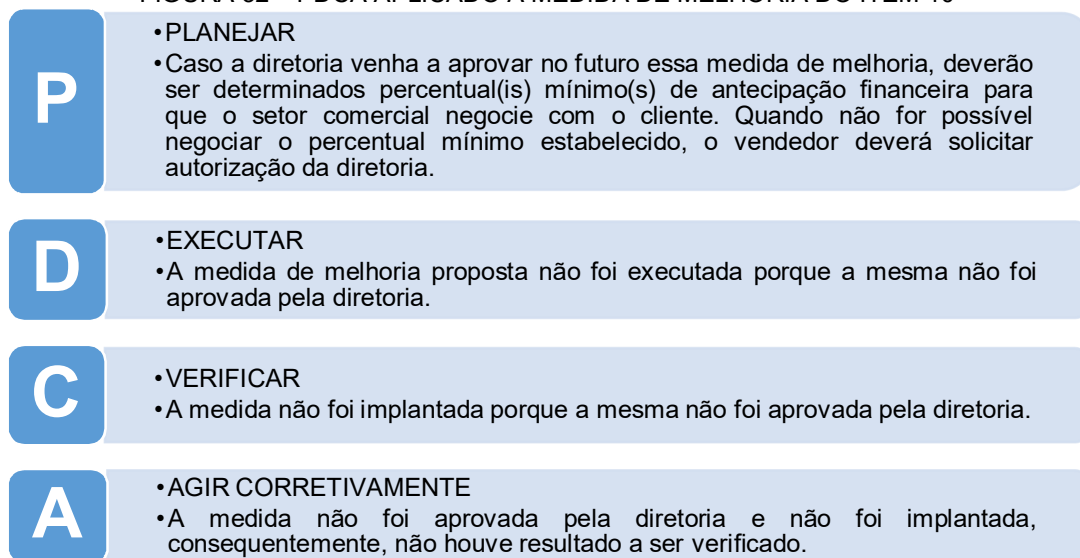 P
•PLANEJAR
•Caso a diretoria venha a aprovar no futuro essa medida de melhoria, deverão
ser determinados percentual(is) mínimo(s) de antecipação financeira para
que o setor comercial negocie com o cliente. Quando não for possível
negociar o percentual mínimo estabelecido, o vendedor deverá solicitar
autorização da diretoria.
D
•EXECUTAR
•A medida de melhoria proposta não foi executada porque a mesma não foi
aprovada pela diretoria.
C
•VERIFICAR
•A medida não foi implantada porque a mesma não foi aprovada pela diretoria.
A
•AGIR CORRETIVAMENTE
•A medida não foi aprovada pela diretoria e não foi implantada,
consequentemente, não houve resultado a ser verificado.